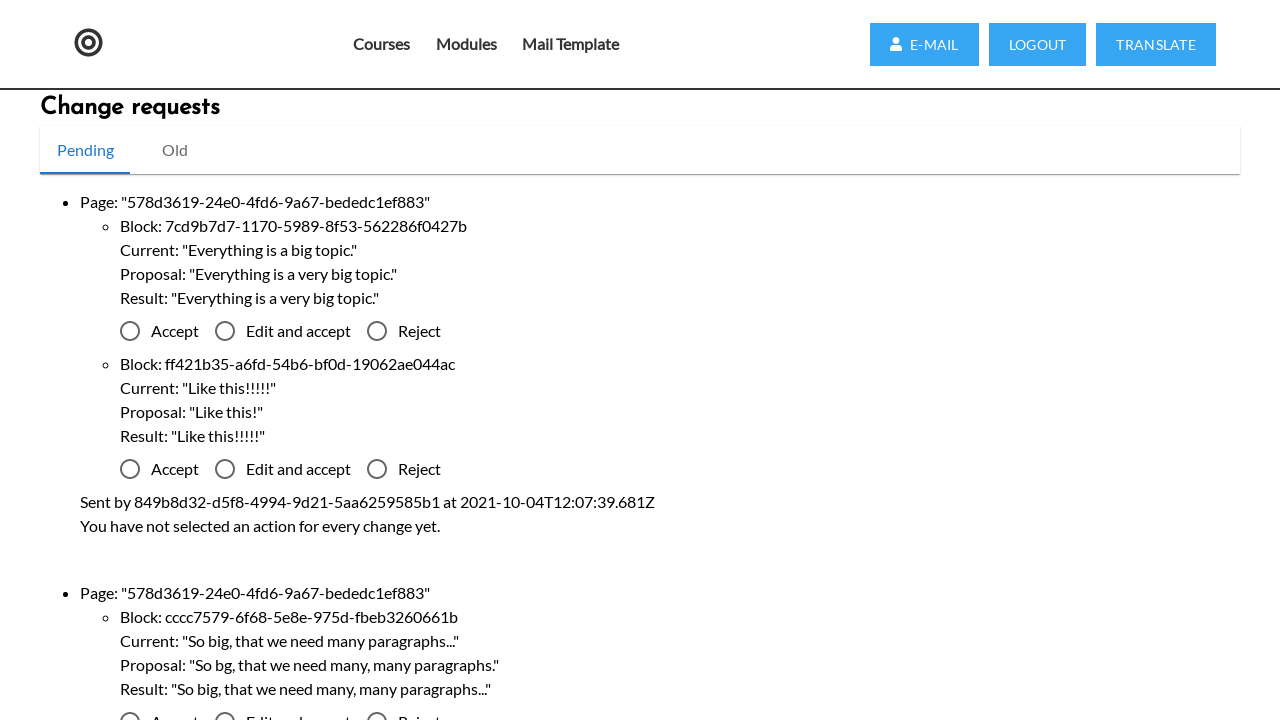 Courses Modules Mail Template E-MAIL LOGOUT TRANSLATE
Change requests
Pending Old
Page: "578d3619-24e0-4fd6-9a67-bededc1ef883"
Block: 7cd9b7d7-1170-5989-8f53-562286f0427b
Current: "Everything is a big topic."
Proposal: "Everything is a very big topic."
Result: "Everything is a very big topic."
Accept Edit and accept Reject
Block: ff421b35-a6fd-54b6-bf0d-19062ae044ac
Current: "Like this!!!!!"
Proposal: "Like this!"
Result: "Like this!!!!!"
Accept Edit and accept Reject
Sent by 849b8d32-d5f8-4994-9d21-5aa6259585b1 at 2021-10-04T12:07:39.681Z
You have not selected an action for every change yet.
Page: "578d3619-24e0-4fd6-9a67-bededc1ef883"
Block: cccc7579-6f68-5e8e-975d-fbeb3260661b
Current: "So big, that we need many paragraphs..."
Proposal: "So bg, that we need many, many paragraphs."
Result: "So big, that we need many, many paragraphs..."
Accept Edit and accept Reject